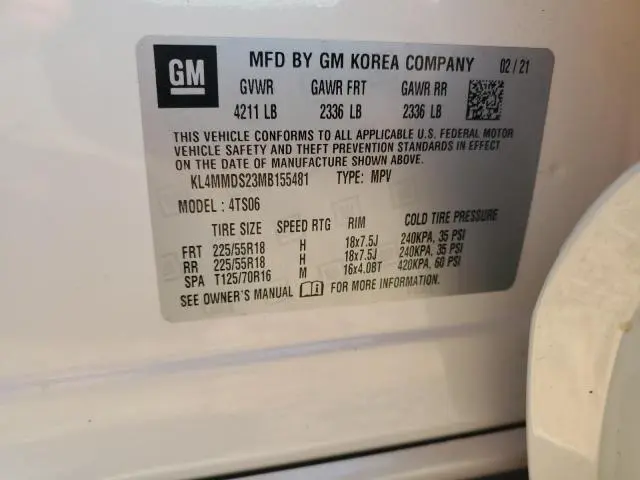 GM MFD BY GM KOREA COMPANY 02/21
GVWR GAWR FRT GAWR RR
4211 LB 2336 LB 2336 LB
THIS VEHICLE CONFORMS TO ALL APPLICABLE U.S. FEDERAL MOTOR
VEHICLE SAFETY AND THEFT PREVENTION STANDARDS IN EFFECT
ON THE DATE OF MANUFACTURE SHOWN ABOVE.
KL4MMDS23MB155481 TYPE: MPV
MODEL: 4TS06
TIRE SIZE SPEED RTG RIM COLD TIRE PRESSURE
FRT 225/55R18 H 18x7.5J 240KPA, 35 PSI
RR 225/55R18 H 18x7.5J 240KPA, 35 PSI
SPA T125/70R16 M 16x4.0BT 420KPA, 60 PSI
SEE OWNER'S MANUAL FOR MORE INFORMATION.